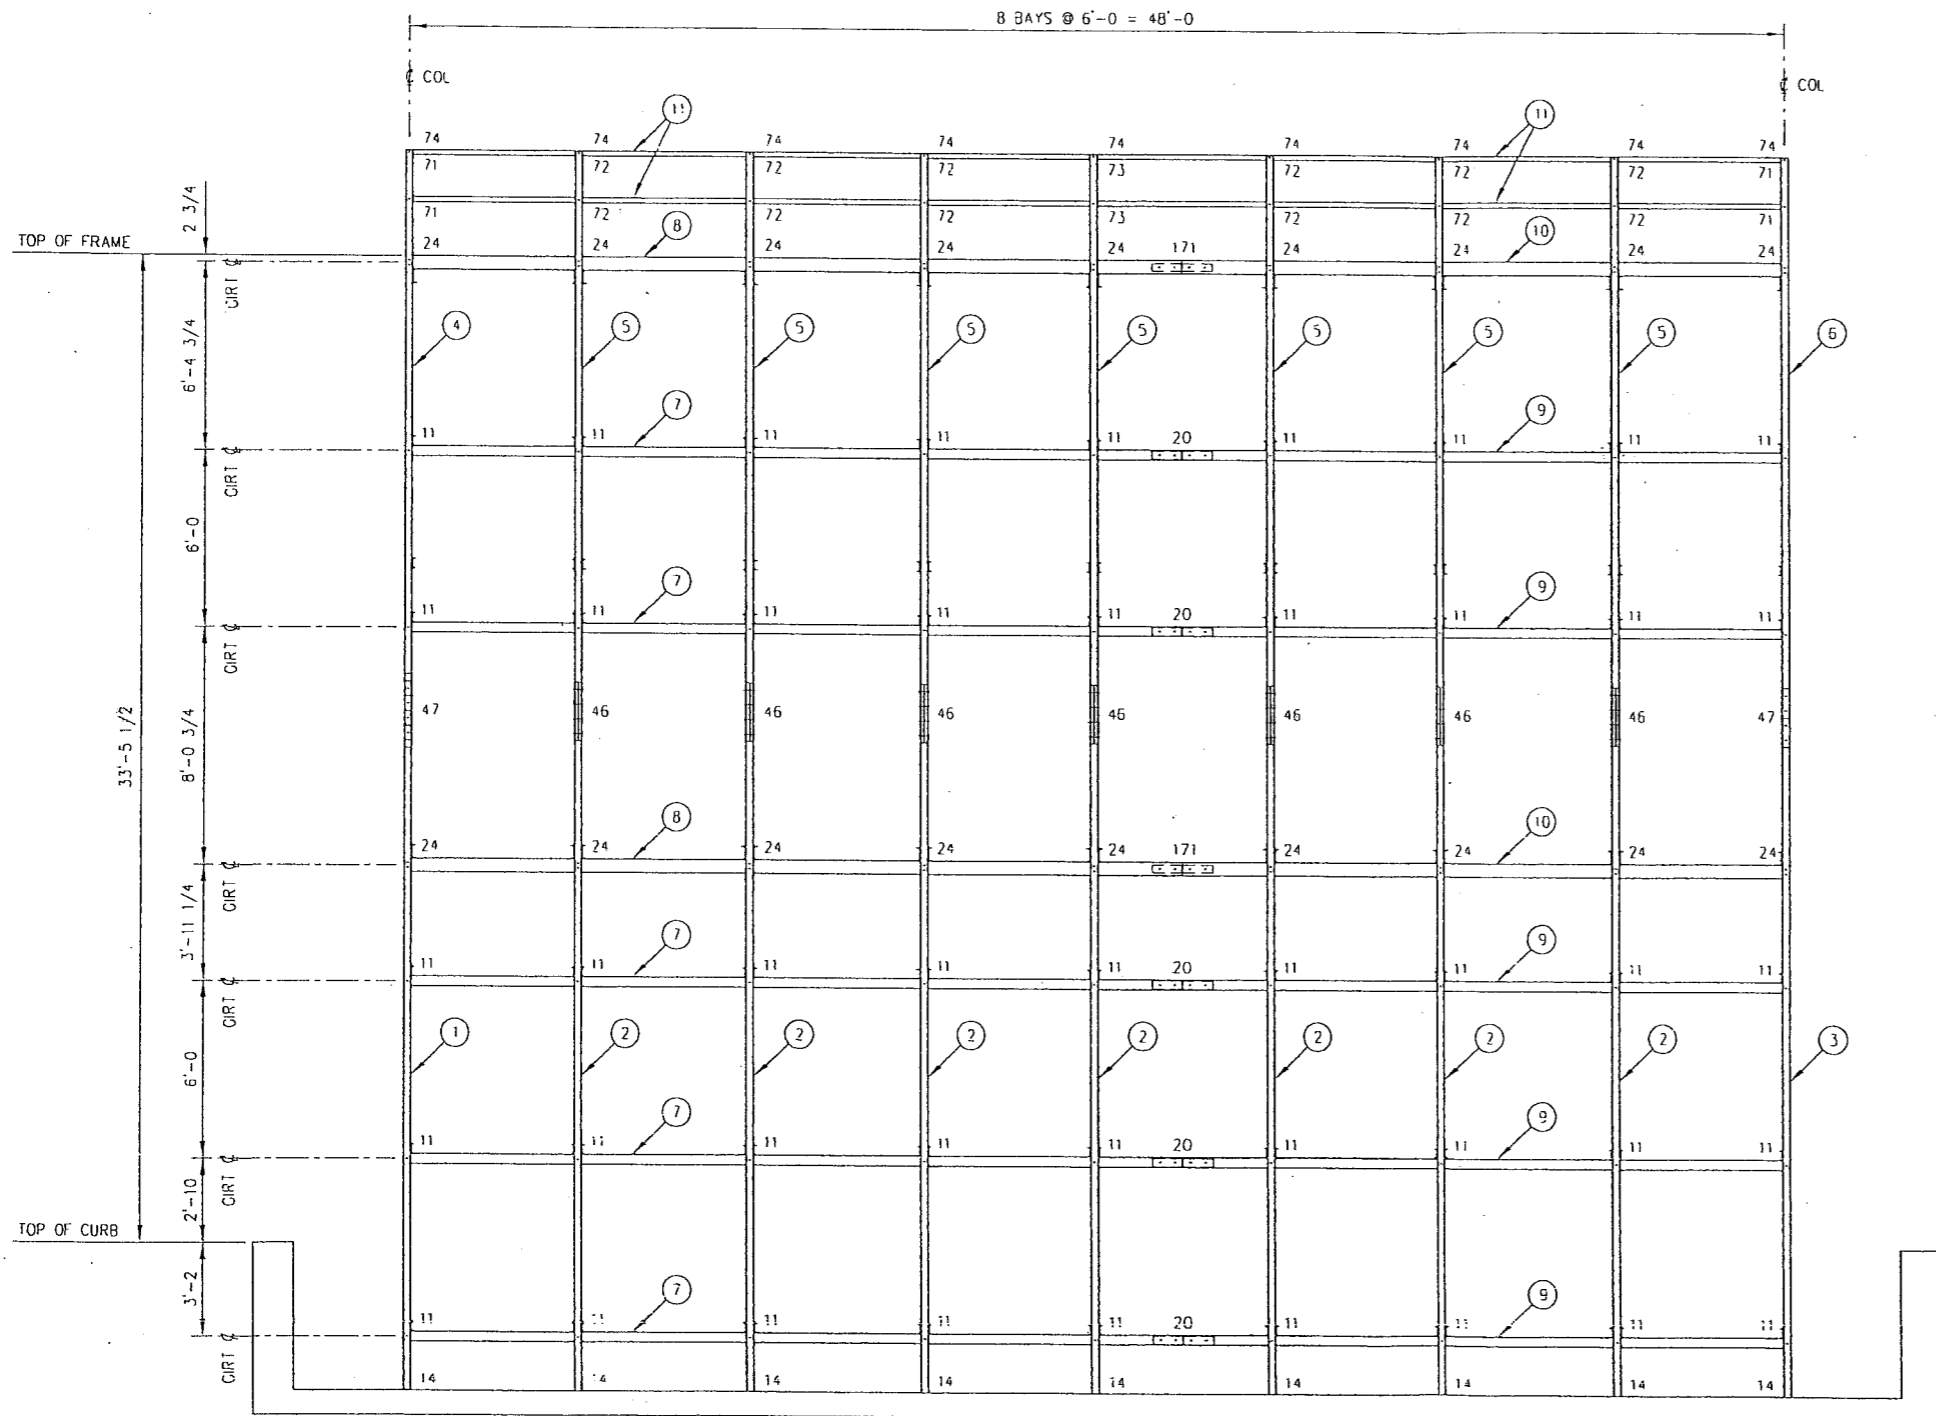 8 BAYS @ 6'-0 = 48'-0
℄ COL ℄ COL
11 11
74 74 74 74 74 74 74 74 74
71 72 72 72 73 72 72 72 71
2 3/4
71 72 72 72 73 72 72 72 71
8 10
TOP OF FRAME
24 24 24 24 24 171 24 24 24 24
GIRT ℄
4 5 5 5 5 5 5 5 6
6'-4 3/4
7 9
11 11 11 11 11 20 11 11 11 11
GIRT ℄
6'-0
7 9
11 11 11 11 11 20 11 11 11 11
GIRT ℄
47 46 46 46 46 46 46 46 47
33'-5 1/2
8'-0 3/4
8 10
24 24 24 24 24 171 24 24 24 24
GIRT ℄
3'-11 1/4
7 9
11 11 11 11 11 20 11 11 11 11
GIRT ℄
1 2 2 2 2 2 2 2 3
6'-0
7 9
11 11 11 11 11 20 11 11 11 11
GIRT ℄
2'-10
TOP OF CURB
3'-2
7 9
11 11 11 11 11 20 11 11 11 11
GIRT ℄
14 14 14 14 14 14 14 14 14